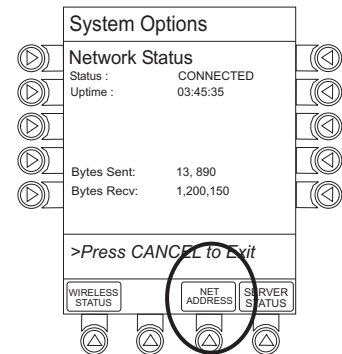 System Options
Network Status
Status : CONNECTED
Uptime : 03:45:35
Bytes Sent: 13, 890
Bytes Recv: 1,200,150
>Press CANCEL to Exit
WIRELESS STATUS
NET ADDRESS
SERVER STATUS